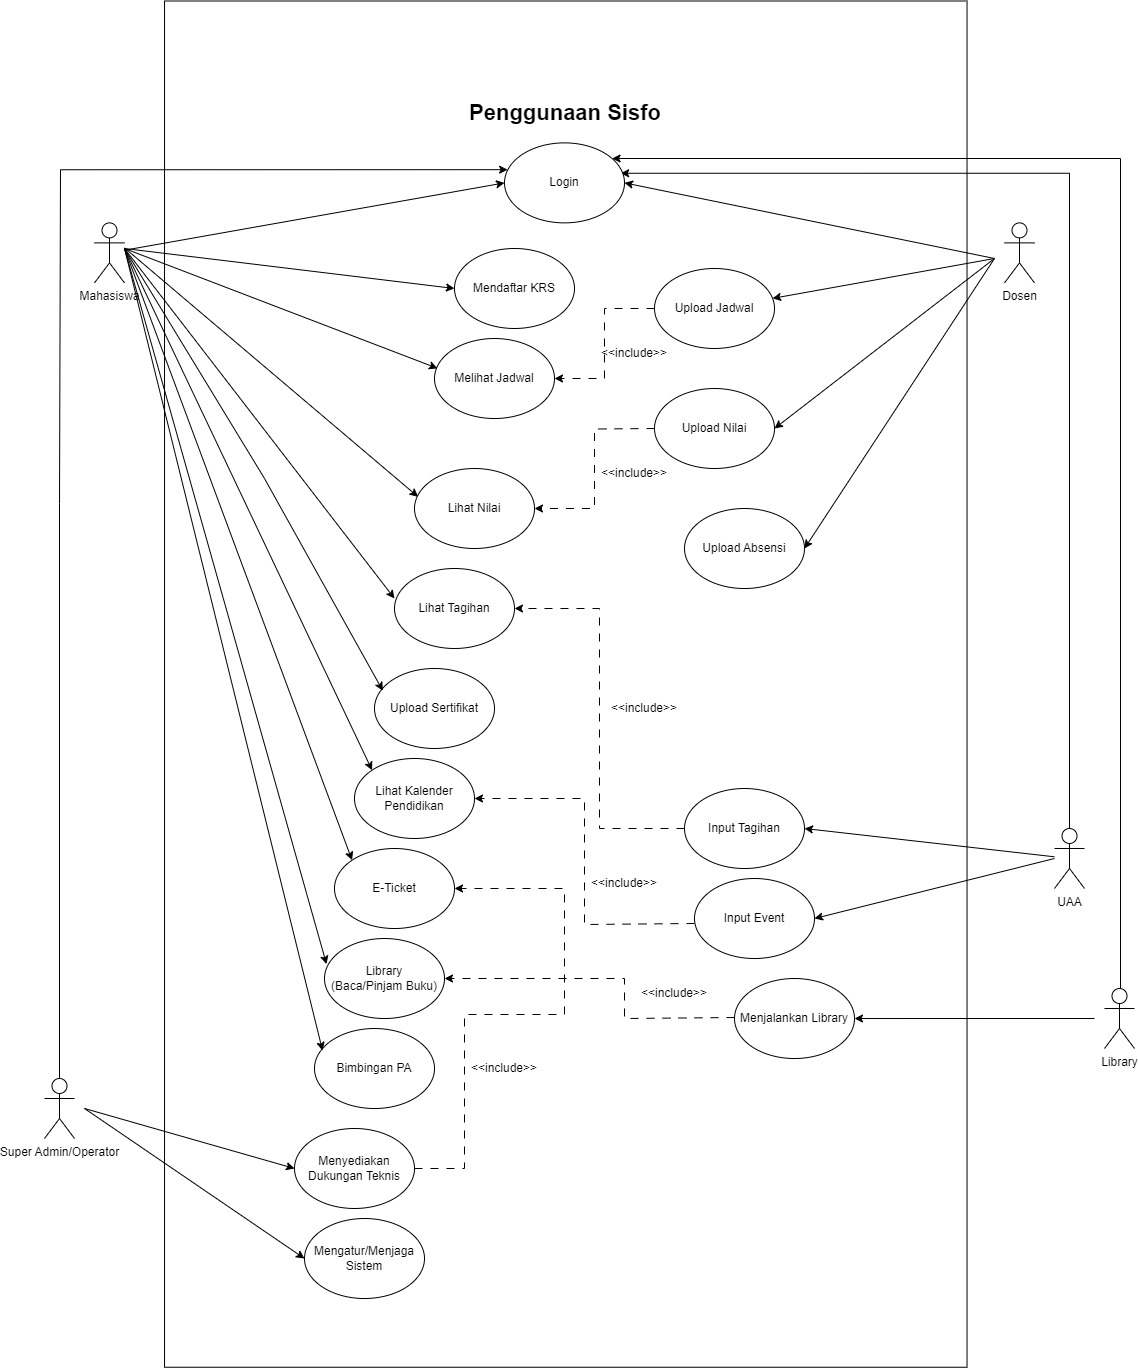 Penggunaan Sisfo
Login
Mahasiswa
Dosen
Mendaftar KRS
Upload Jadwal
<<include>>
Melihat Jadwal
Upload Nilai
<<include>>
Lihat Nilai
Upload Absensi
Lihat Tagihan
Upload Sertifikat
<<include>>
Lihat Kalender
Pendidikan
Input Tagihan
E-Ticket
<<include>>
UAA
Input Event
Library
(Baca/Pinjam Buku)
<<include>>
Menjalankan Library
Library
Bimbingan PA
<<include>>
Super Admin/Operator
Menyediakan
Dukungan Teknis
Mengatur/Menjaga
Sistem